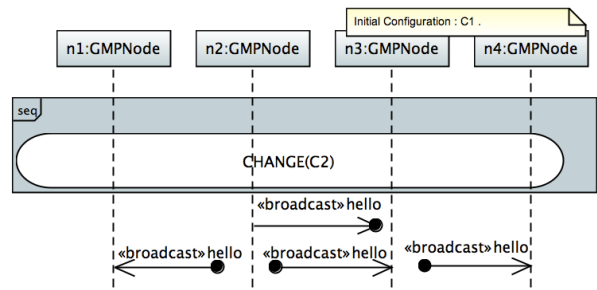 Initial Configuration : C1 .
n1:GMPNode n2:GMPNode n3:GMPNode n4:GMPNode
seq
CHANGE(C2)
«broadcast»hello
«broadcast»hello «broadcast»hello «broadcast»hello